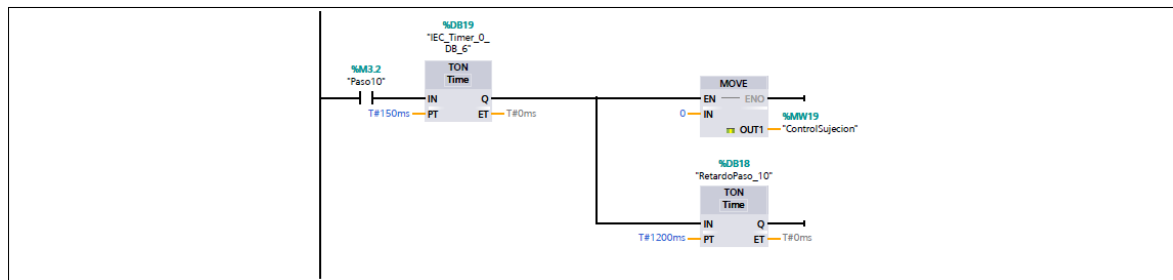 %DB19
"IEC_Timer_0_
DB_6"
TON
Time
%M3.2
"Paso10"
IN Q
T#150ms PT ET T#0ms
MOVE
EN ENO
0 IN
%MW19
OUT1 "ControlSujecion"
%DB18
"RetardoPaso_10"
TON
Time
IN Q
T#1200ms PT ET T#0ms